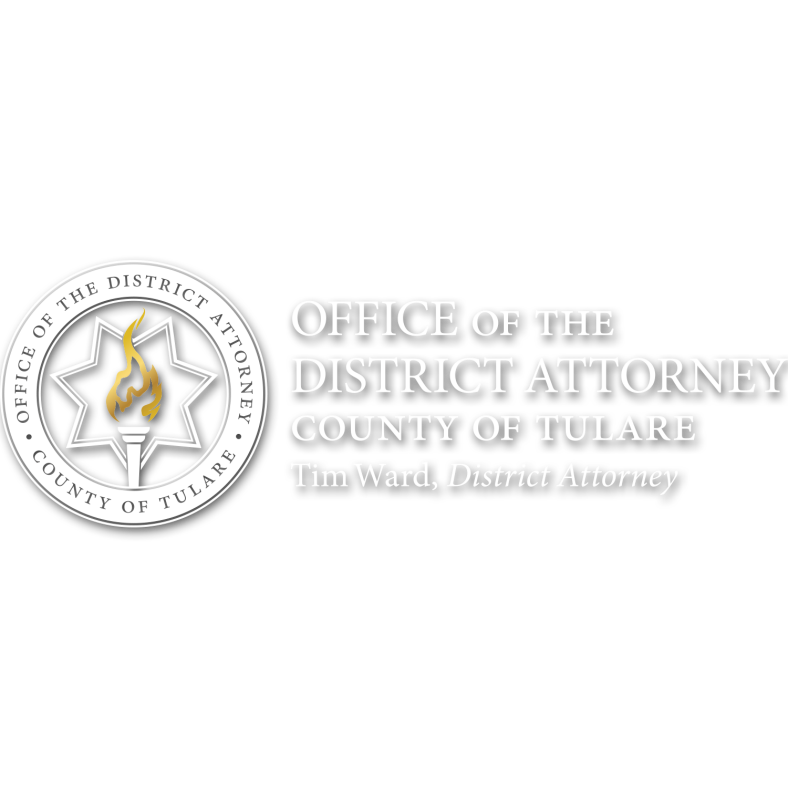 OFFICE OF THE DISTRICT ATTORNEY
• COUNTY OF TULARE •
OFFICE OF THE
DISTRICT ATTORNEY
COUNTY OF TULARE
Tim Ward, District Attorney